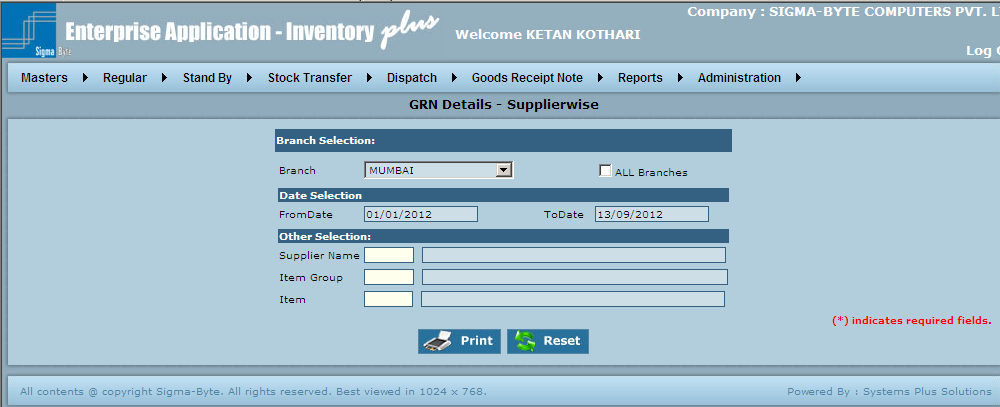 Company : SIGMA-BYTE COMPUTERS PVT.
Enterprise Application - Inventory plus
Welcome KETAN KOTHARI
Sigma Byte
Log
Masters Regular Stand By Stock Transfer Dispatch Goods Receipt Note Reports Administration
GRN Details - Supplierwise
Branch Selection:
Branch MUMBAI ALL Branches
Date Selection
FromDate 01/01/2012 ToDate 13/09/2012
Other Selection:
Supplier Name
Item Group
Item
(*) indicates required fields.
Print Reset
All contents @ copyright Sigma-Byte. All rights reserved. Best viewed in 1024 x 768. Powered By : Systems Plus Solutions